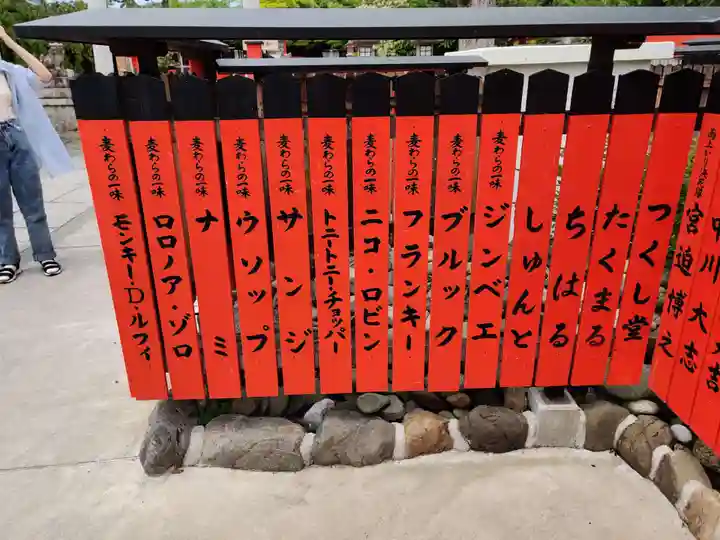 麦わらの一味
モンキー・D・ルフィ
麦わらの一味
ロロノア・ゾロ
麦わらの一味
ナミ
麦わらの一味
ウソップ
麦わらの一味
サンジ
麦わらの一味
トニートニー・チョッパー
麦わらの一味
ニコ・ロビン
麦わらの一味
フランキー
麦わらの一味
ブルック
麦わらの一味
ジンベエ
しゅんと
ちはる
たくまる
つくし堂
宮迫博之
中川大志